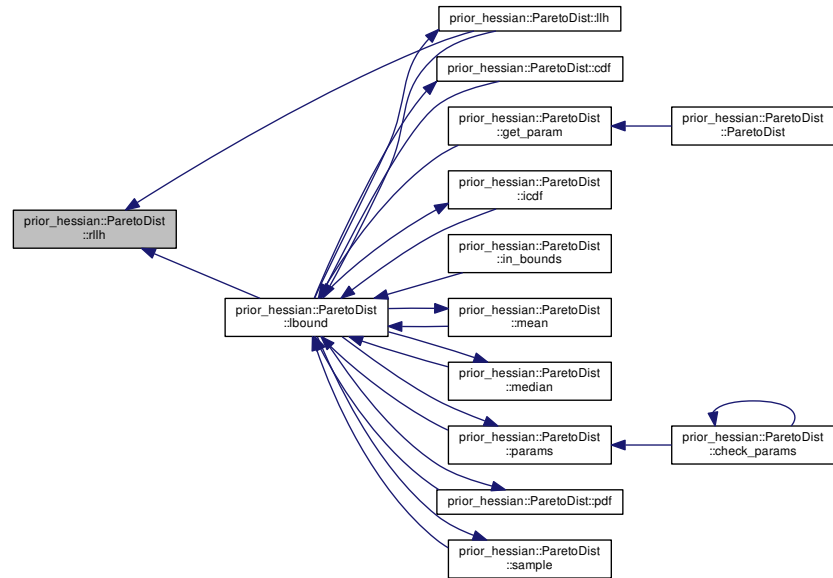 prior_hessian::ParetoDist::llh
prior_hessian::ParetoDist::cdf
prior_hessian::ParetoDist
::get_param
prior_hessian::ParetoDist
::ParetoDist
prior_hessian::ParetoDist
::icdf
prior_hessian::ParetoDist
::rllh
prior_hessian::ParetoDist
::in_bounds
prior_hessian::ParetoDist
::lbound
prior_hessian::ParetoDist
::mean
prior_hessian::ParetoDist
::median
prior_hessian::ParetoDist
::params
prior_hessian::ParetoDist
::check_params
prior_hessian::ParetoDist::pdf
prior_hessian::ParetoDist
::sample